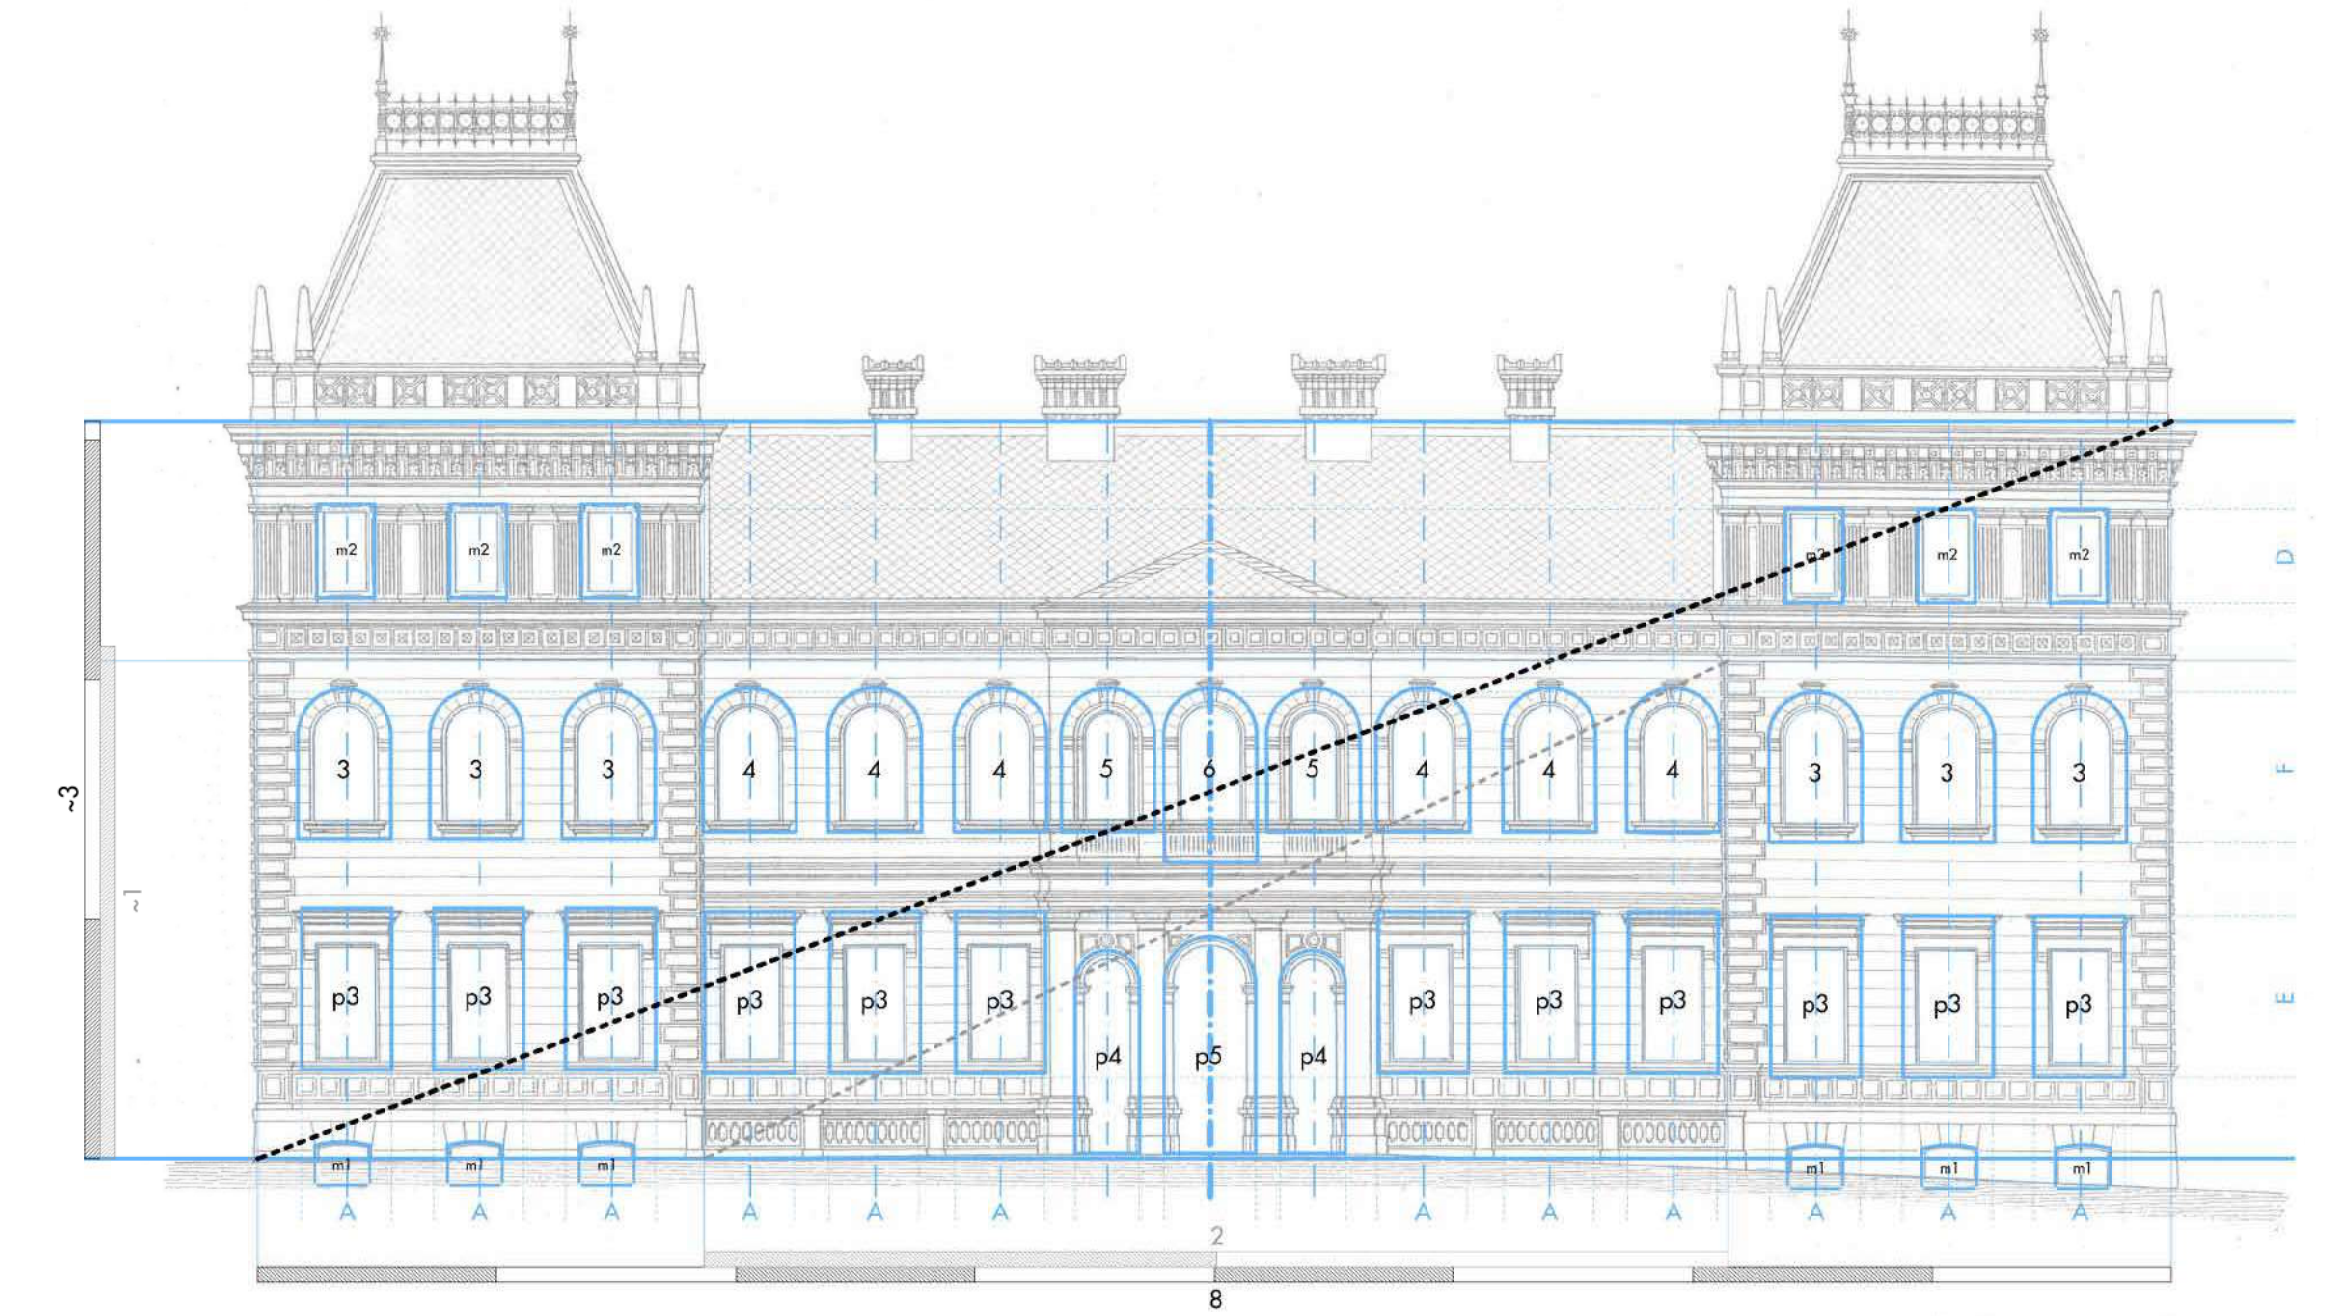 m2 m2 m2 m2 m2 m2 D
3 3 3 4 4 4 5 6 5 4 4 4 3 3 3 F
~3
~1
p3 p3 p3 p3 p3 p3 p3 p3 p3 p3 p3 p3 E
p4 p5 p4
m1 m1 m1 m1 m1 m1
A A A A A A A A A A A A
2
8